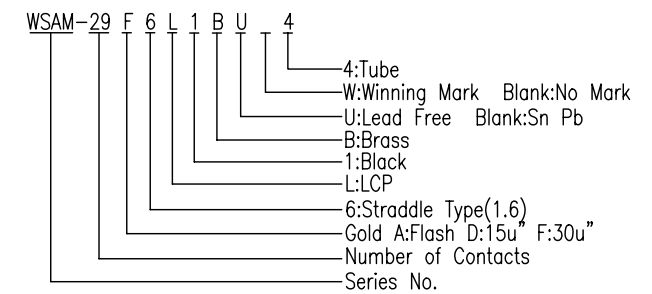 WSAM-29 F 6 L 1 B U _ 4
4:Tube
W:Winning Mark Blank:No Mark
U:Lead Free Blank:Sn Pb
B:Brass
1:Black
L:LCP
6:Straddle Type(1.6)
Gold A:Flash D:15u” F:30u”
Number of Contacts
Series No.